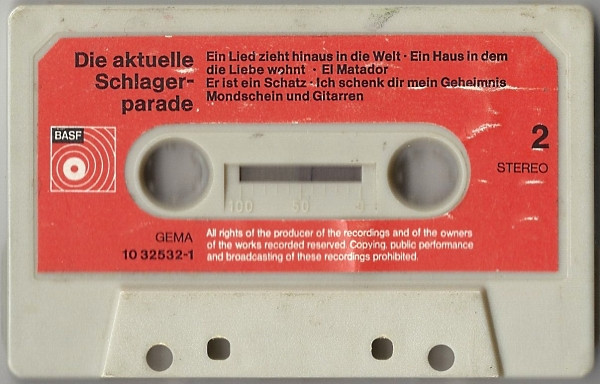 Die aktuelle
Schlager-
parade
Ein Lied zieht hinaus in die Welt · Ein Haus in dem
die Liebe wohnt · El Matador
Er ist ein Schatz · Ich schenk dir mein Geheimnis
Mondschein und Gitarren
BASF
2
STEREO
100 50
GEMA
10 32532-1
All rights of the producer of the recordings and of the owners
of the works recorded reserved. Copying, public performance
and broadcasting of these recordings prohibited.